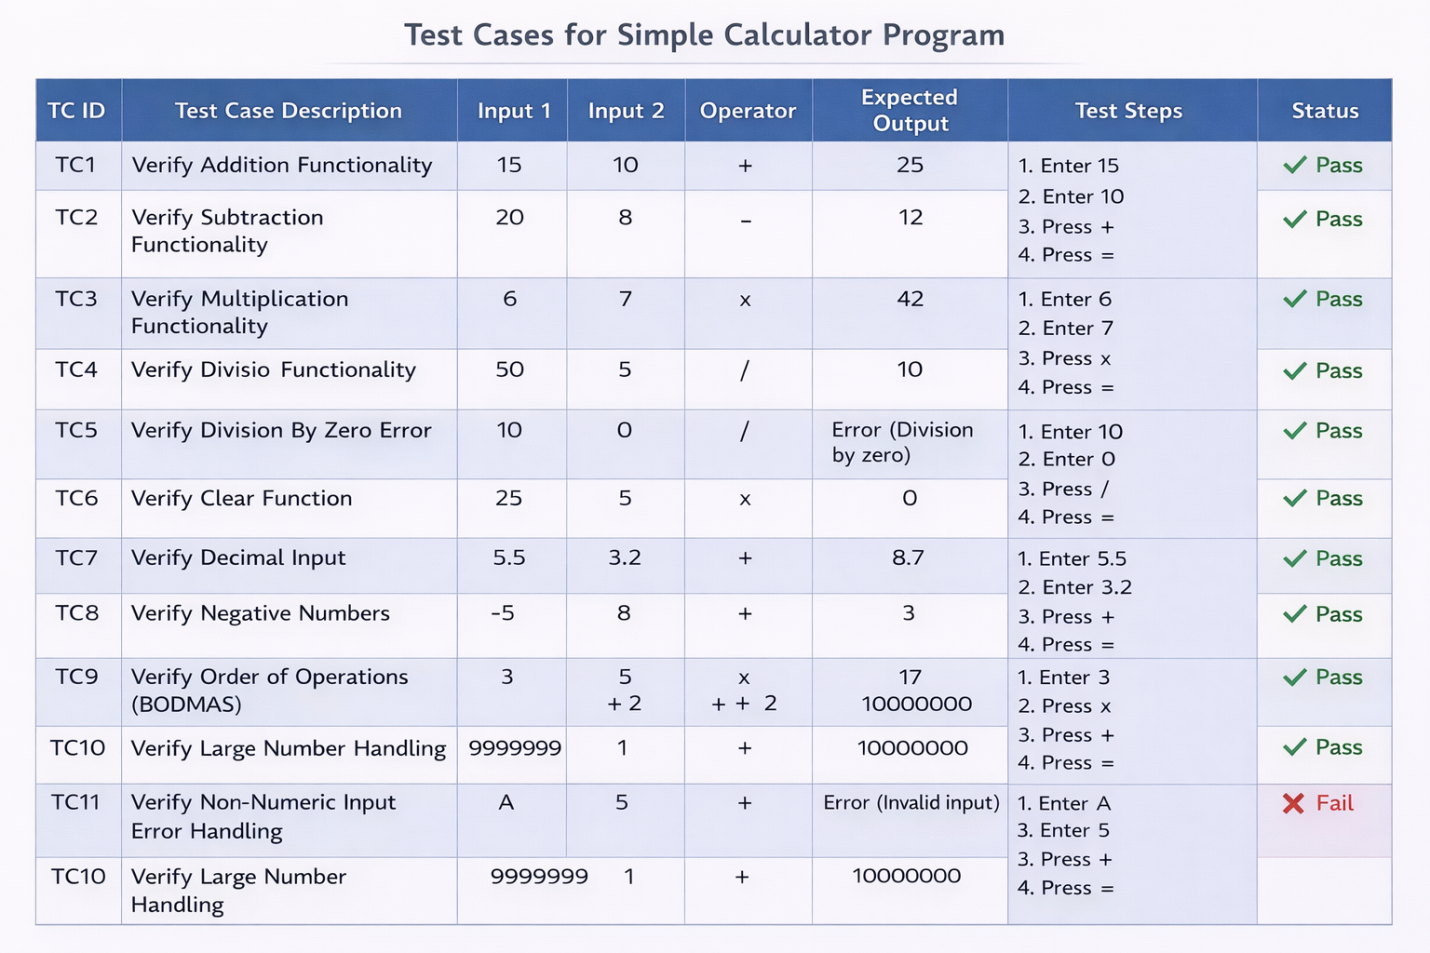 Test Cases for Simple Calculator Program
TC ID Test Case Description Input 1 Input 2 Operator Expected Output Test Steps Status
TC1 Verify Addition Functionality 15 10 + 25 1. Enter 15 ✓ Pass
2. Enter 10
TC2 Verify Subtraction 20 8 – 12 ✓ Pass
3. Press +
Functionality
4. Press =
TC3 Verify Multiplication 6 7 x 42 1. Enter 6 ✓ Pass
Functionality 2. Enter 7
3. Press x
TC4 Verify Divisio Functionality 50 5 / 10 ✓ Pass
4. Press =
TC5 Verify Division By Zero Error 10 0 / Error (Division 1. Enter 10 ✓ Pass
by zero) 2. Enter 0
3. Press /
TC6 Verify Clear Function 25 5 x 0 ✓ Pass
4. Press =
TC7 Verify Decimal Input 5.5 3.2 + 8.7 1. Enter 5.5 ✓ Pass
2. Enter 3.2
TC8 Verify Negative Numbers -5 8 + 3 3. Press + ✓ Pass
4. Press =
TC9 Verify Order of Operations 3 5 x 17 1. Enter 3 ✓ Pass
(BODMAS) + 2 + + 2 10000000 2. Press x
3. Press +
TC10 Verify Large Number Handling 9999999 1 + 10000000 ✓ Pass
4. Press =
TC11 Verify Non-Numeric Input A 5 + Error (Invalid input) 1. Enter A ✗ Fail
Error Handling 3. Enter 5
3. Press +
TC10 Verify Large Number 9999999 1 + 10000000 4. Press =
Handling